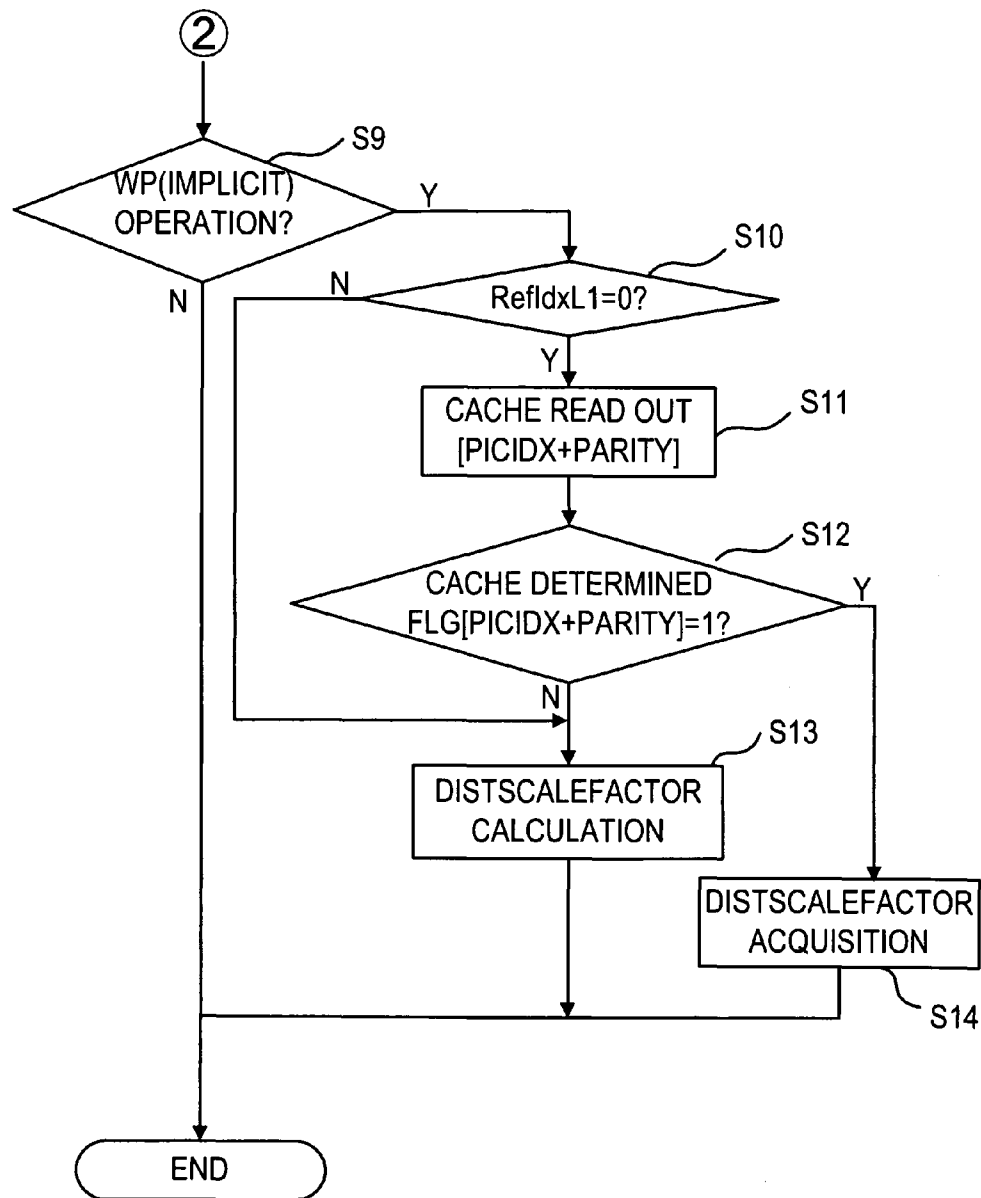 ②
S9
WP(IMPLICIT)
OPERATION?
Y
N
S10
RefIdxL1=0?
N
Y
S11
CACHE READ OUT
[PICIDX+PARITY]
S12
CACHE DETERMINED
FLG[PICIDX+PARITY]=1?
Y
N
S13
DISTSCALEFACTOR
CALCULATION
DISTSCALEFACTOR
ACQUISITION
S14
END